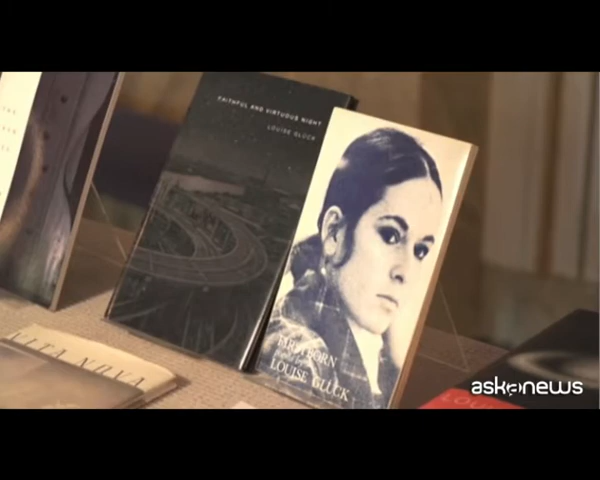 FAITHFUL AND VIRTUOUS NIGHT
LOUISE GLÜCK
FIRSTBORN
LOUISE GLÜCK
VITA NOVA
askanews